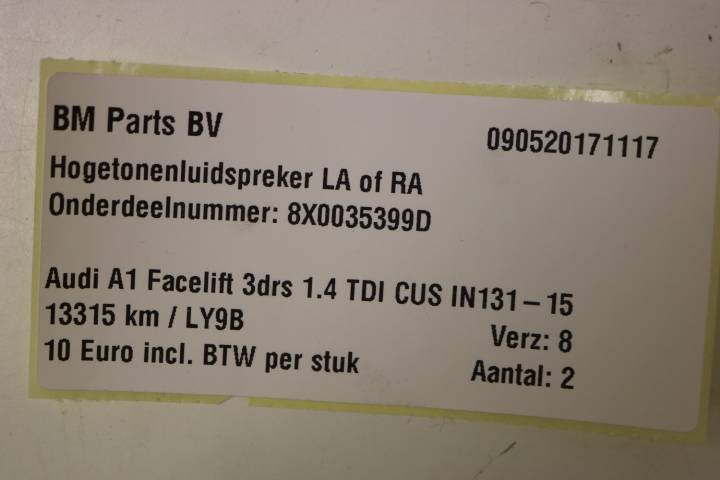 BM Parts BV 090520171117
Hogetonenluidspreker LA of RA
Onderdeelnummer: 8X0035399D
Audi A1 Facelift 3drs 1.4 TDI CUS IN131-15
13315 km / LY9B Verz: 8
10 Euro incl. BTW per stuk Aantal: 2